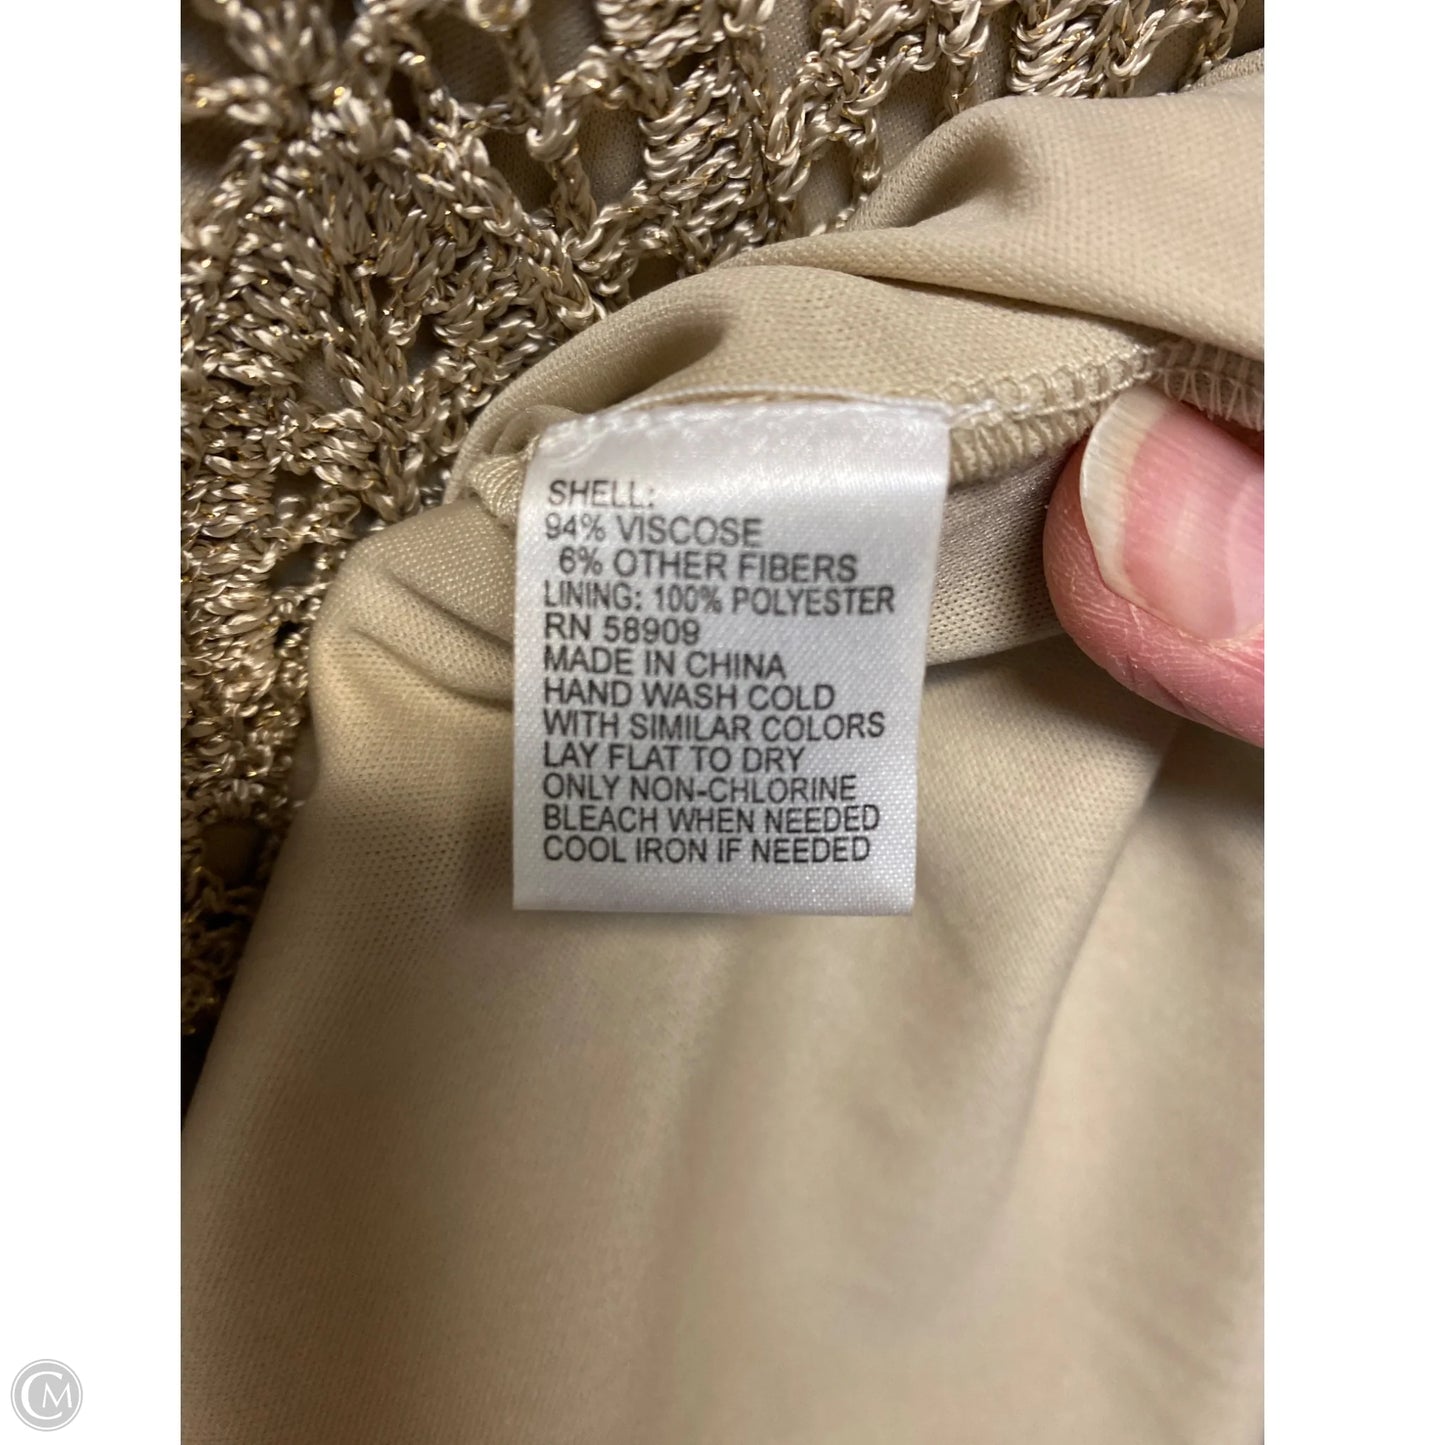 SHELL:
94% VISCOSE
6% OTHER FIBERS
LINING: 100% POLYESTER
RN 58909
MADE IN CHINA
HAND WASH COLD
WITH SIMILAR COLORS
LAY FLAT TO DRY
ONLY NON-CHLORINE
BLEACH WHEN NEEDED
COOL IRON IF NEEDED
CM